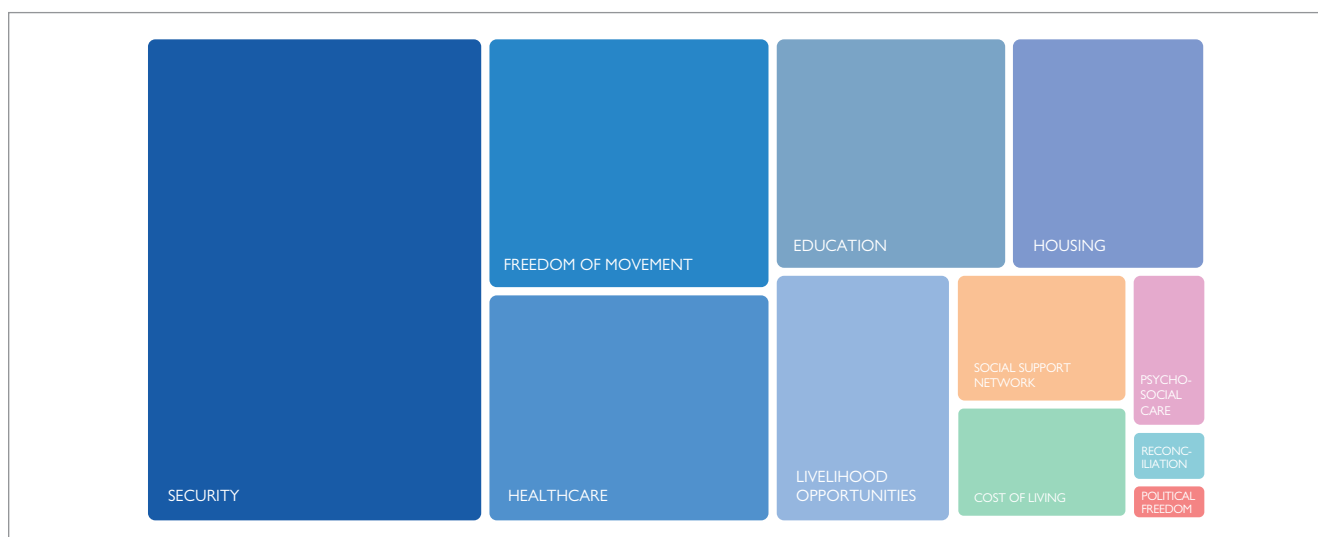 SECURITY
FREEDOM OF MOVEMENT
HEALTHCARE
EDUCATION
HOUSING
LIVELIHOOD
OPPORTUNITIES
SOCIAL SUPPORT
NETWORK
COST OF LIVING
PSYCHO-
SOCIAL
CARE
RECONC-
ILIATION
POLITICAL
FREEDOM